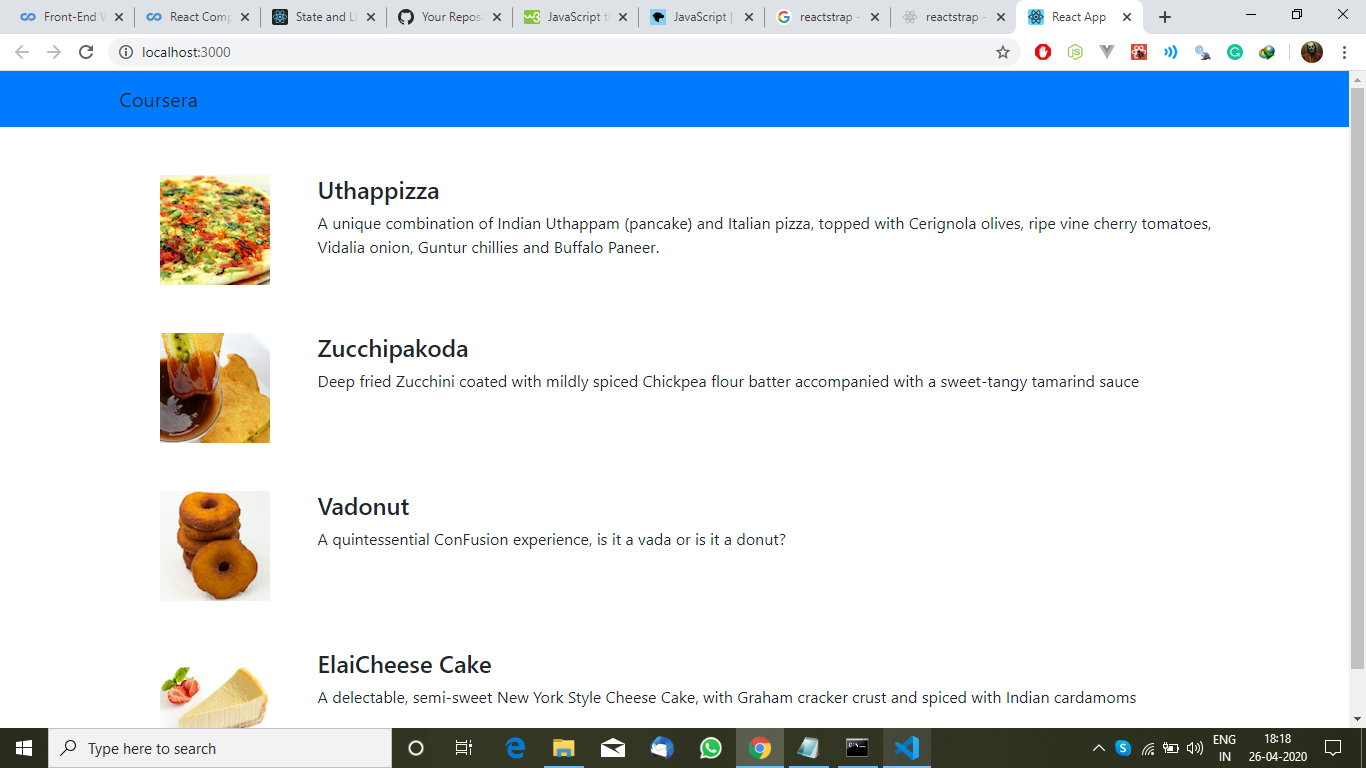 Front-End W
React Comp
State and Li
Your Reposi
JavaScript t
JavaScript |
reactstrap -
reactstrap -
React App
localhost:3000
Coursera
Uthappizza
A unique combination of Indian Uthappam (pancake) and Italian pizza, topped with Cerignola olives, ripe vine cherry tomatoes,
Vidalia onion, Guntur chillies and Buffalo Paneer.
Zucchipakoda
Deep fried Zucchini coated with mildly spiced Chickpea flour batter accompanied with a sweet-tangy tamarind sauce
Vadonut
A quintessential ConFusion experience, is it a vada or is it a donut?
ElaiCheese Cake
A delectable, semi-sweet New York Style Cheese Cake, with Graham cracker crust and spiced with Indian cardamoms
Type here to search
ENG
IN
18:18
26-04-2020